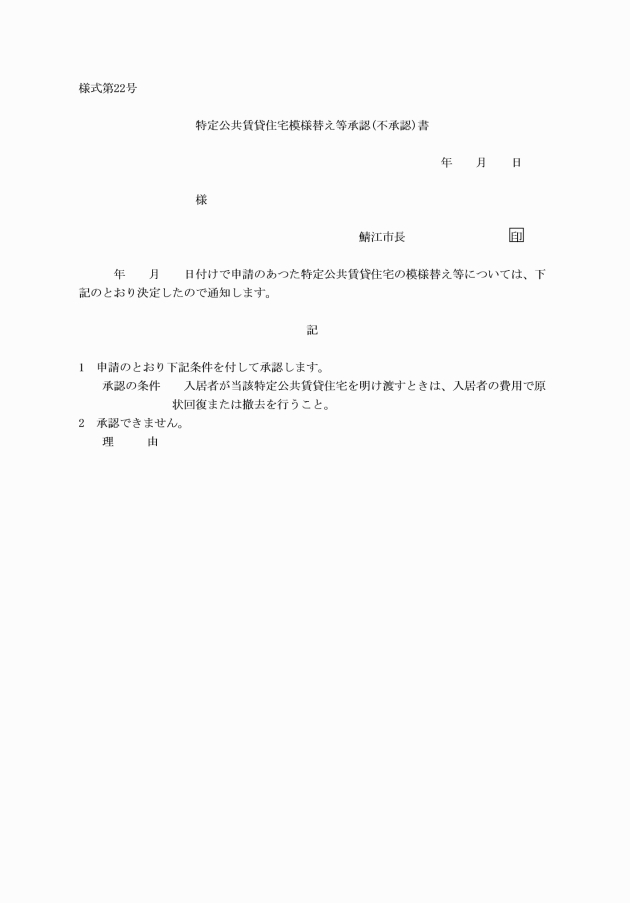 様式第22号
特定公共賃貸住宅模様替え等承認(不承認)書
年　　月　　日
様
鯖江市長　　　　　　　　　印
年　　月　　日付けで申請のあつた特定公共賃貸住宅の模様替え等については、下
記のとおり決定したので通知します。
記
1　申請のとおり下記条件を付して承認します。
承認の条件　　入居者が当該特定公共賃貸住宅を明け渡すときは、入居者の費用で原
状回復または撤去を行うこと。
2　承認できません。
理　　　由